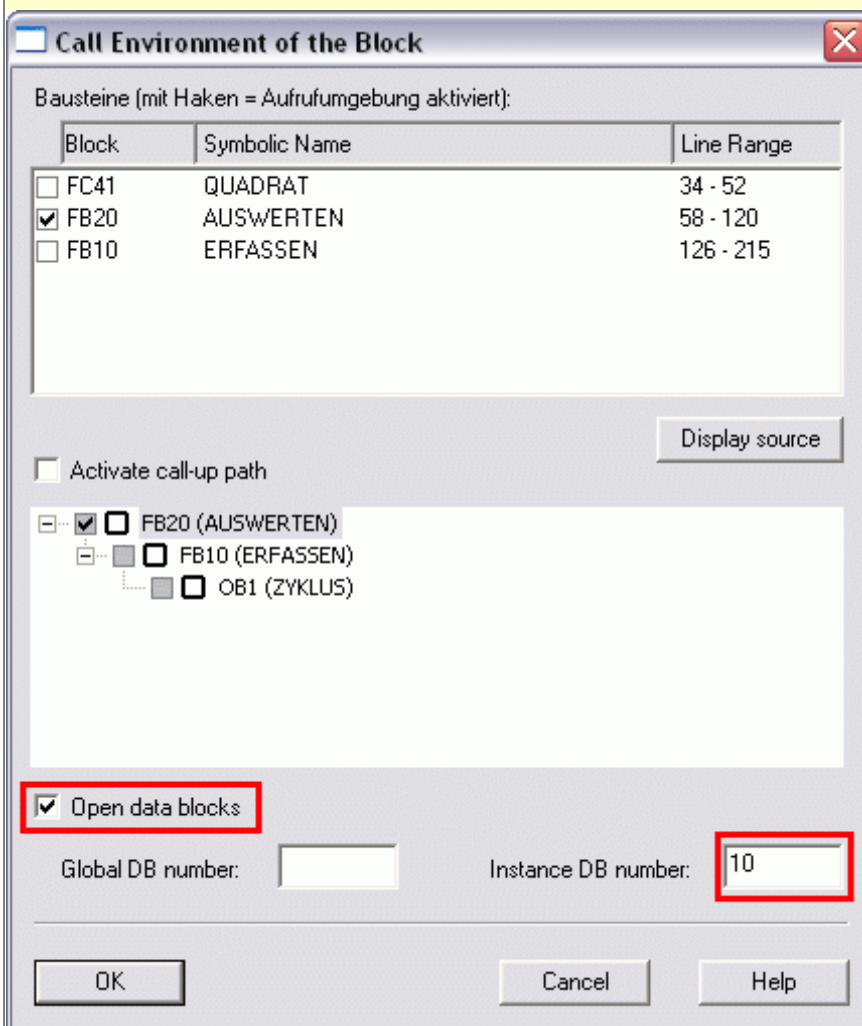 Call Environment of the Block
Bausteine (mit Haken = Aufrufumgebung aktiviert):
Block Symbolic Name Line Range
FC41 QUADRAT 34 - 52
FB20 AUSWERTEN 58 - 120
FB10 ERFASSEN 126 - 215
Display source
Activate call-up path
FB20 (AUSWERTEN)
FB10 (ERFASSEN)
OB1 (ZYKLUS)
Open data blocks
Global DB number: Instance DB number: 10
OK Cancel Help